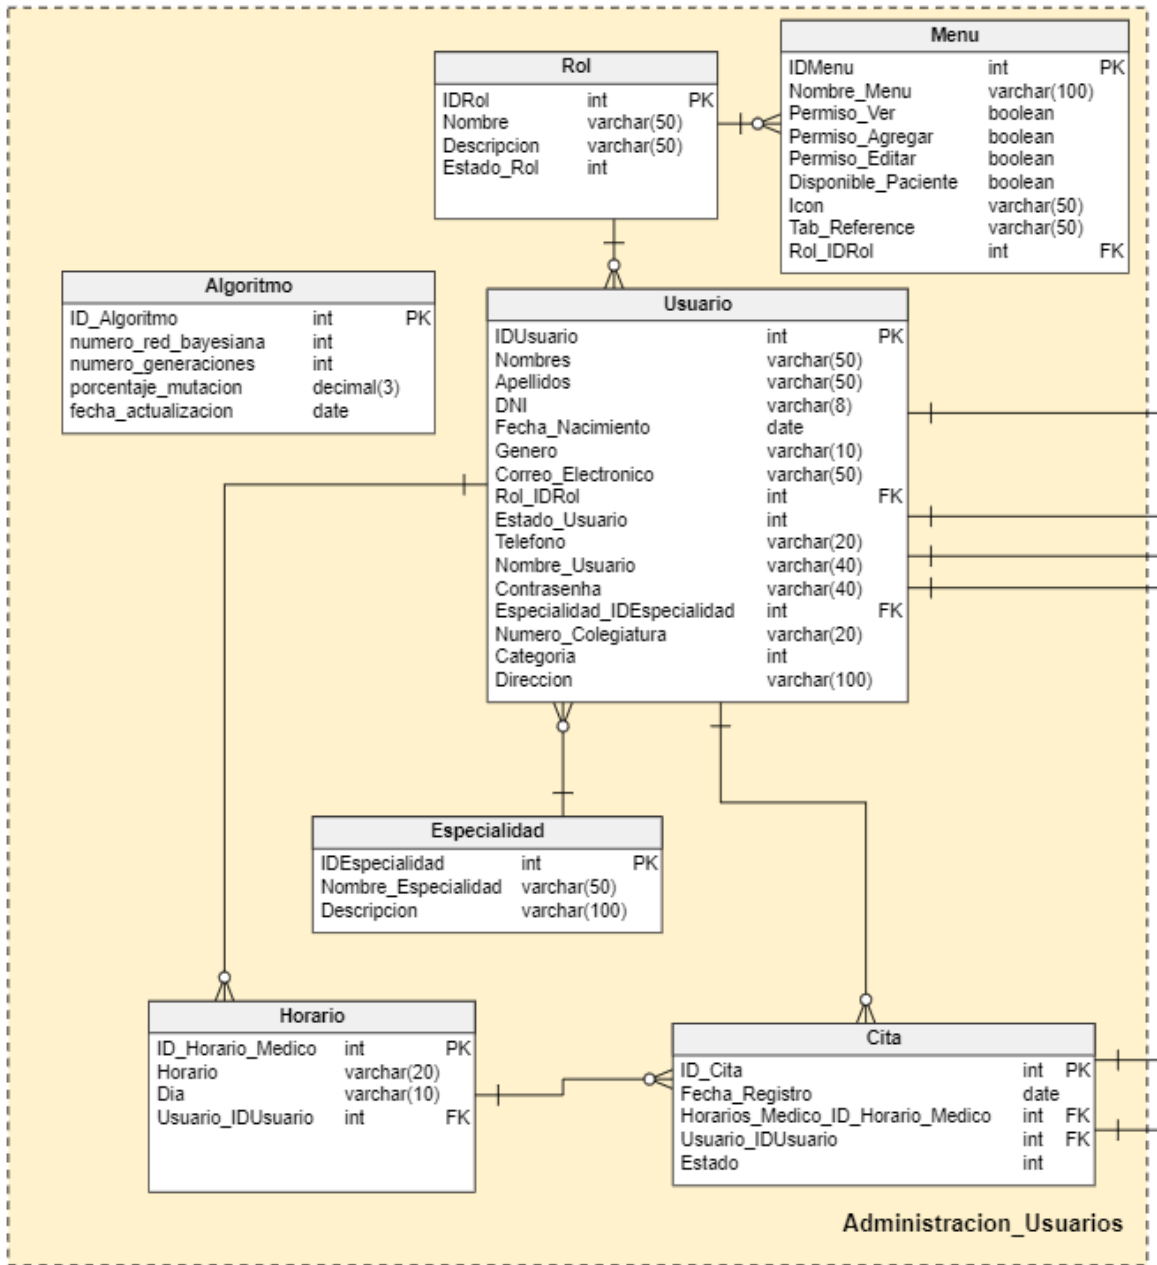 Rol
IDRol int PK
Nombre varchar(50)
Descripcion varchar(50)
Estado_Rol int
Menu
IDMenu int PK
Nombre_Menu varchar(100)
Permiso_Ver boolean
Permiso_Agregar boolean
Permiso_Editar boolean
Disponible_Paciente boolean
Icon varchar(50)
Tab_Reference varchar(50)
Rol_IDRol int FK
Algoritmo
ID_Algoritmo int PK
numero_red_bayesiana int
numero_generaciones int
porcentaje_mutacion decimal(3)
fecha_actualizacion date
Usuario
IDUsuario int PK
Nombres varchar(50)
Apellidos varchar(50)
DNI varchar(8)
Fecha_Nacimiento date
Genero varchar(10)
Correo_Electronico varchar(50)
Rol_IDRol int FK
Estado_Usuario int
Telefono varchar(20)
Nombre_Usuario varchar(40)
Contrasenha varchar(40)
Especialidad_IDEspecialidad int FK
Numero_Colegiatura varchar(20)
Categoria int
Direccion varchar(100)
Especialidad
IDEspecialidad int PK
Nombre_Especialidad varchar(50)
Descripcion varchar(100)
Horario
ID_Horario_Medico int PK
Horario varchar(20)
Dia varchar(10)
Usuario_IDUsuario int FK
Cita
ID_Cita int PK
Fecha_Registro date
Horarios_Medico_ID_Horario_Medico int FK
Usuario_IDUsuario int FK
Estado int
Administracion_Usuarios